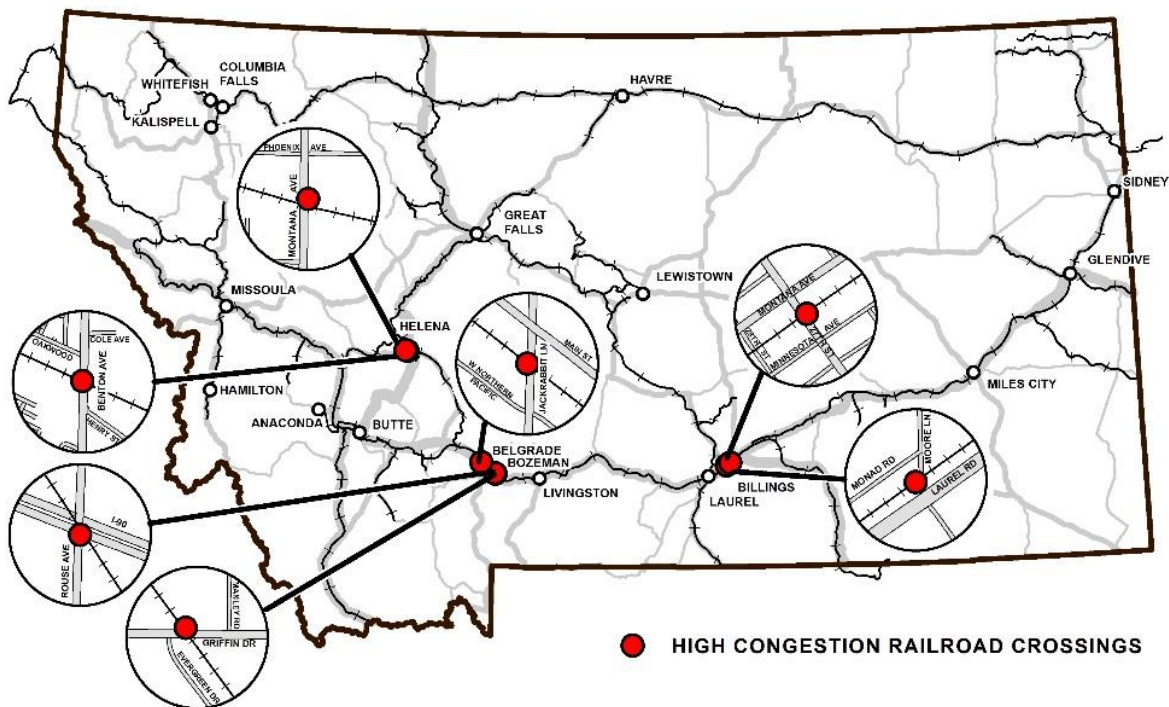 WHITEFISH
COLUMBIA
FALLS
KALISPELL
HAVRE
SIDNEY
PHOENIX AVE
MONTANA AVE
GREAT
FALLS
GLENDIVE
LEWISTOWN
MISSOULA
MONTANA AVE
MINNESOTA AVE
HELENA
MAIN ST
JACKRABBIT LN
W NORTHERN
PACIFIC
COLE AVE
OAKWOOD
BENTON AVE
HENRY ST
HAMILTON
ANACONDA
BUTTE
MILES CITY
BELGRADE
BOZEMAN
LIVINGSTON
BILLINGS
LAUREL
MOORE LN
MONAD RD
LAUREL RD
I-90
ROUSE AVE
MANLEY RD
GRIFFIN DR
EVERGREEN DR
HIGH CONGESTION RAILROAD CROSSINGS